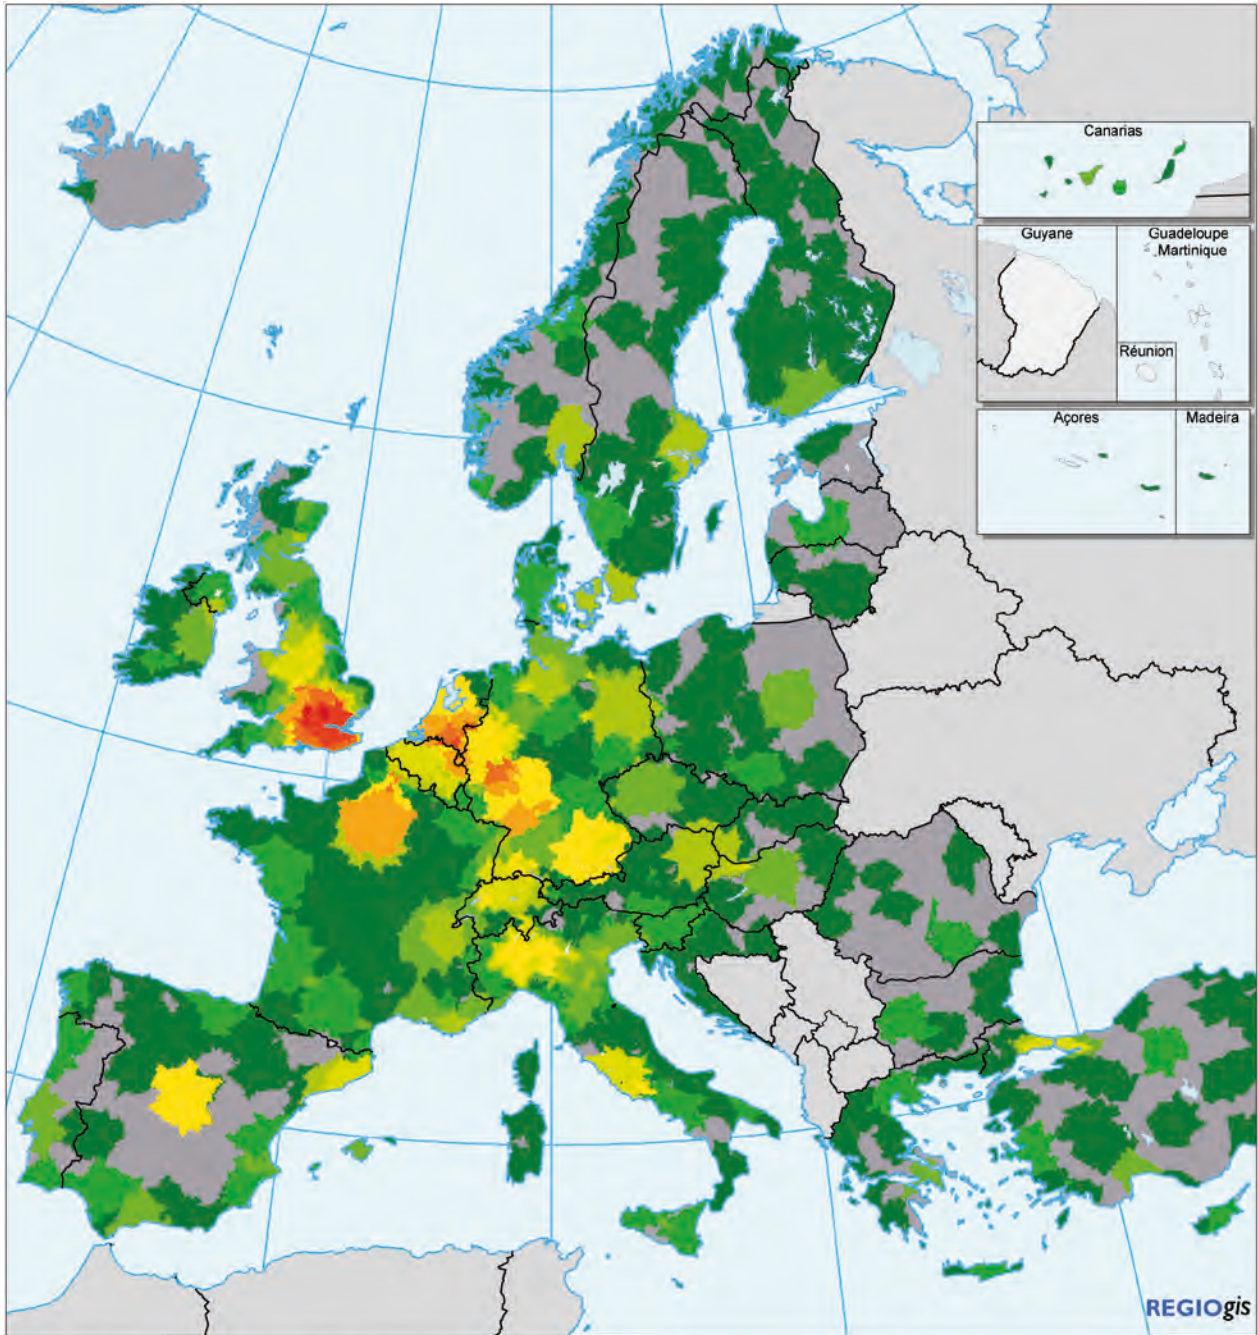 Canarias
Guyane
Guadeloupe
Martinique
Réunion
Açores
Madeira
REGIOgis